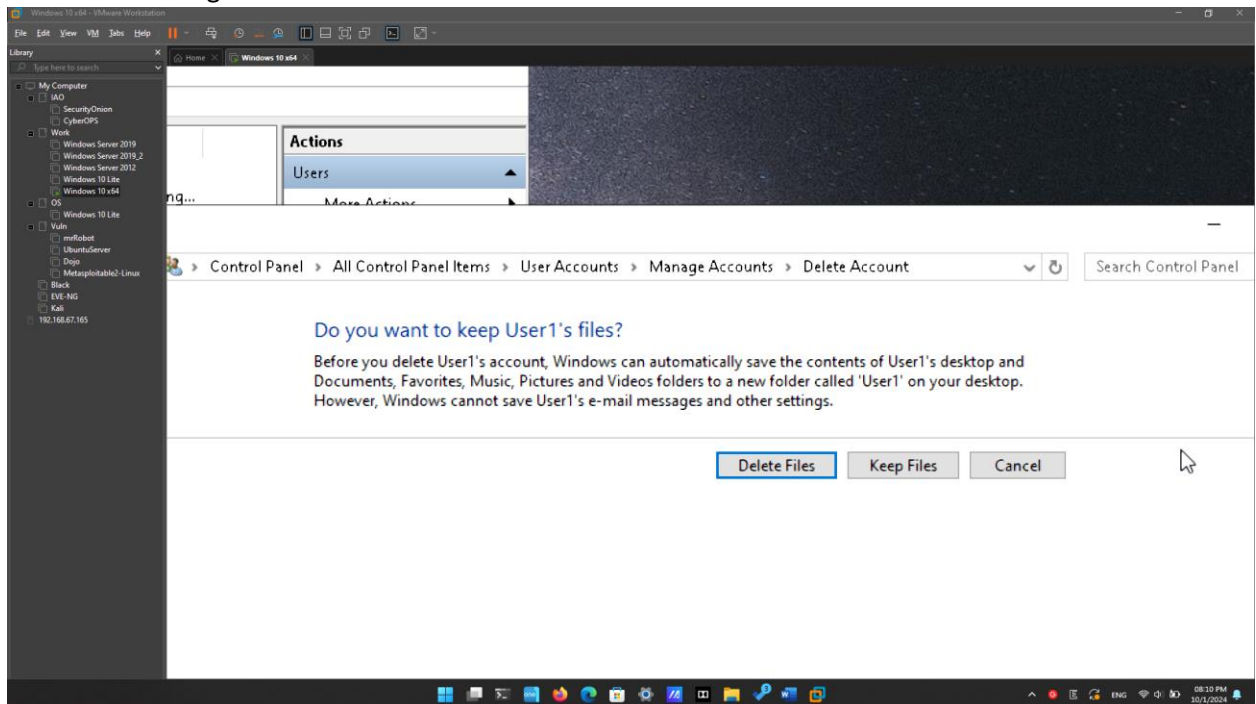 Windows 10 x64 - VMware Workstation
File Edit View VM Tabs Help
Library
Type here to search
My Computer
IAO
SecurityOnion
CyberOPS
Work
Windows Server 2019
Windows Server 2019_2
Windows Server 2012
Windows 10 Lite
Windows 10 x64
OS
Windows 10 Lite
Vuln
mrRobot
UbuntuServer
Dojo
Metasploitable2-Linux
Black
EVE-NG
Kali
192.168.67.165
Home Windows 10 x64
Actions
Users
ng... More Actions
Control Panel › All Control Panel Items › User Accounts › Manage Accounts › Delete Account Search Control Panel
Do you want to keep User1's files?
Before you delete User1's account, Windows can automatically save the contents of User1's desktop and
Documents, Favorites, Music, Pictures and Videos folders to a new folder called 'User1' on your desktop.
However, Windows cannot save User1's e-mail messages and other settings.
Delete Files Keep Files Cancel
ENG 08:10 PM
10/1/2024